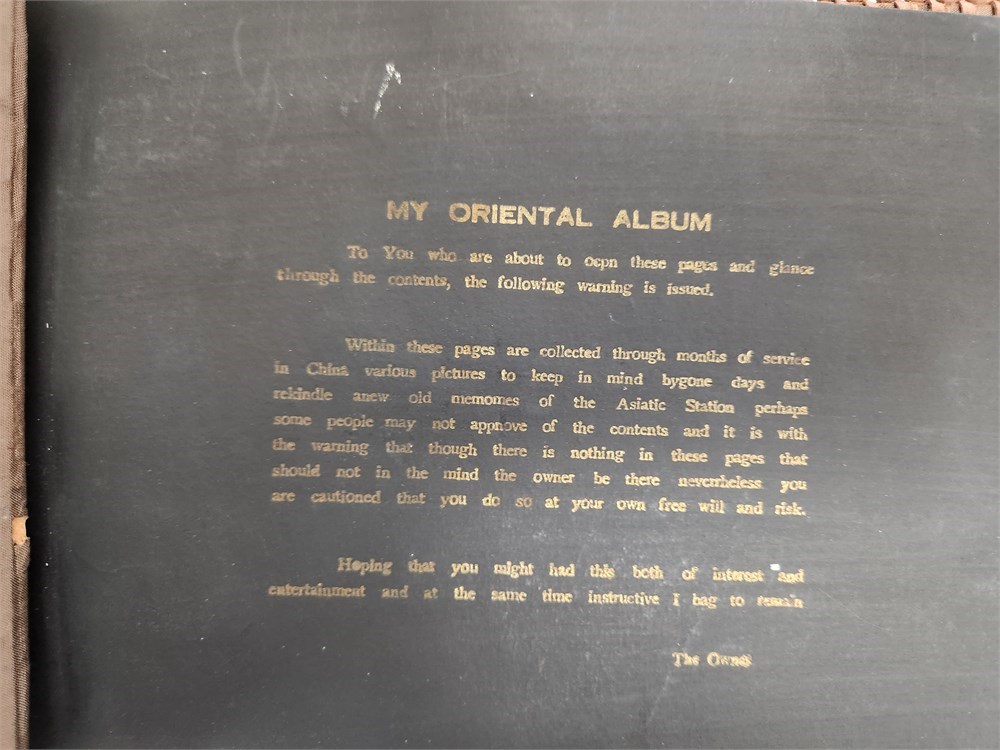 MY ORIENTAL ALBUM
To You who are about to oepn these pages and glance
through the contents, the following warning is issued.
Within these pages are collected through months of service
in China various pictures to keep in mind bygone days and
rekindle anew old memomes of the Asiatic Station perhaps
some people may not appnove of the contents and it is with
the warning that though there is nothing in these pages that
should not in the mind the owner be there neverrheless you
are cautioned that you do so at your own free will and risk.
Hoping that you might had this both of interest and
entertainment and at the same time instructive I bag to remain
The Owner